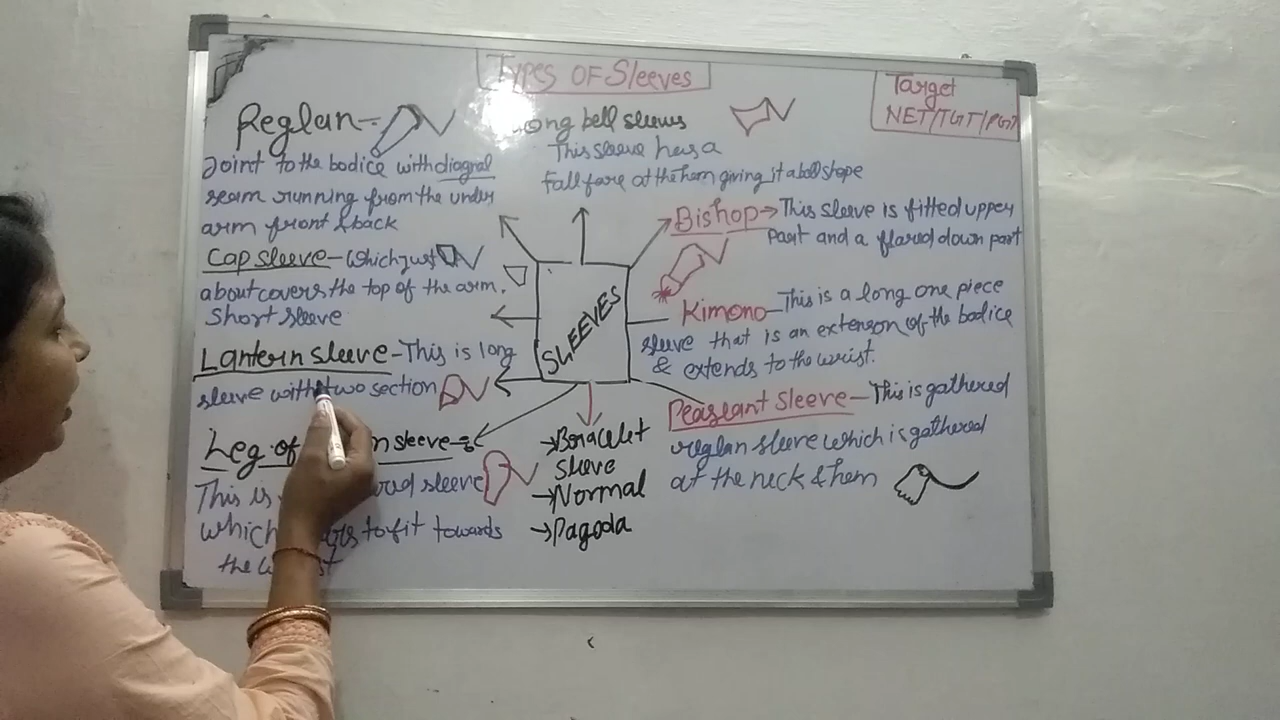 Types OF Sleeves
Target
NET/TGT/PGT
Reglan-
Joint to the bodice with diagnal
seam running from the under
arm front & back
Cap sleeve - Which just
about covers the top of the arm.
Short sleeve
Lantern sleeve - This is long
sleeve with two section
Leg of sleeve -
This is sleeve
which to fit towards
the
Long bell sleeves
This sleeve has a
fall fare at the hem giving it a bell shape
Bishop → This sleeve is fitted upper
Part and a flared down part
Kimono - This is a long one piece
sleeve that is an extension of the bodice
& extends to the wrist.
Peaseant Sleeve - This is gathered
reglan sleeve which is gathered
at the neck & hem
SLEEVES
→ Boracelet
Sleeve
→ Normal
→ Pagoda